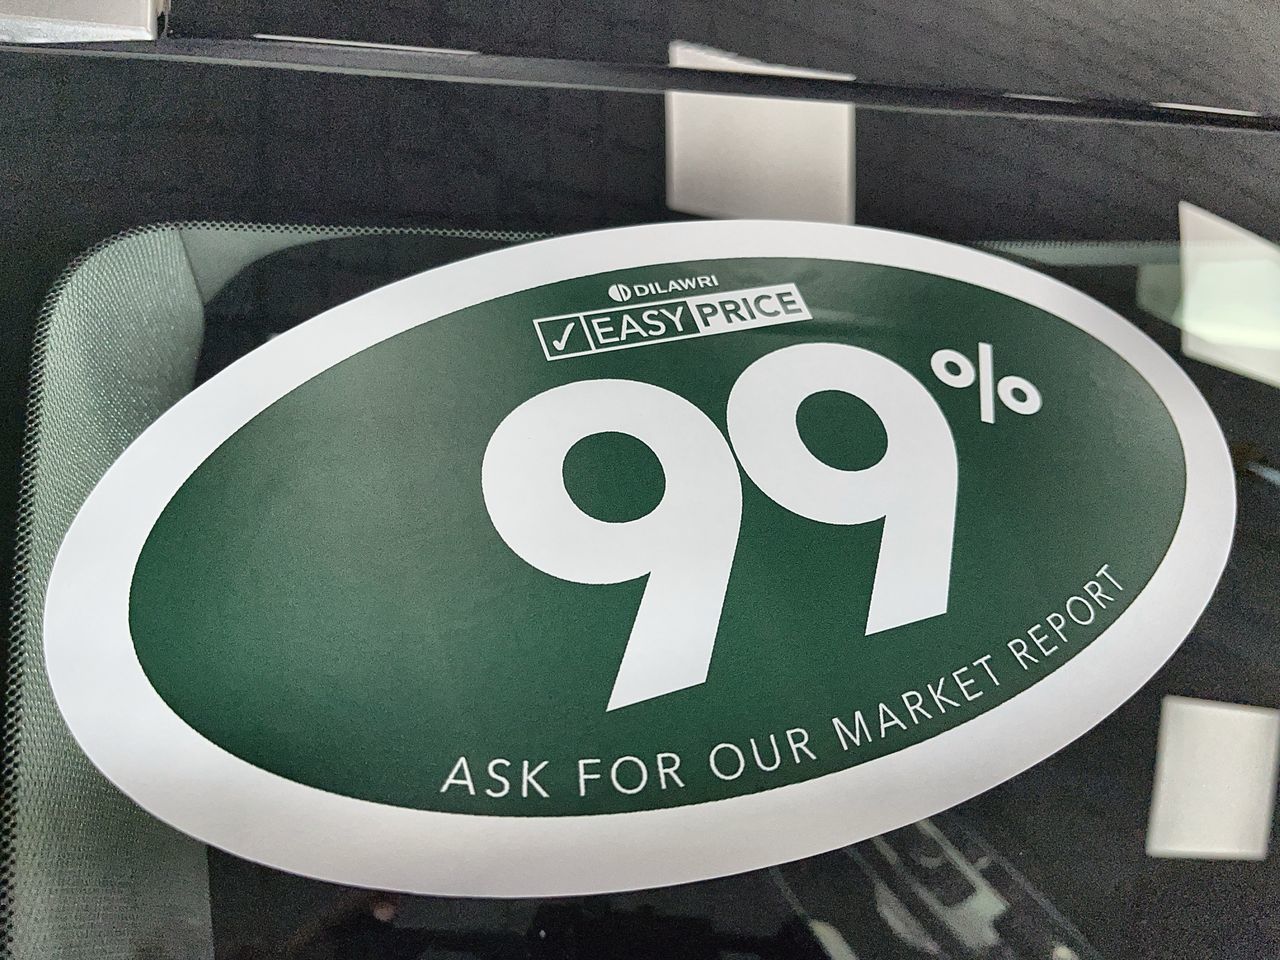 DILAWRI
✓ EASY PRICE
99%
ASK FOR OUR MARKET REPORT